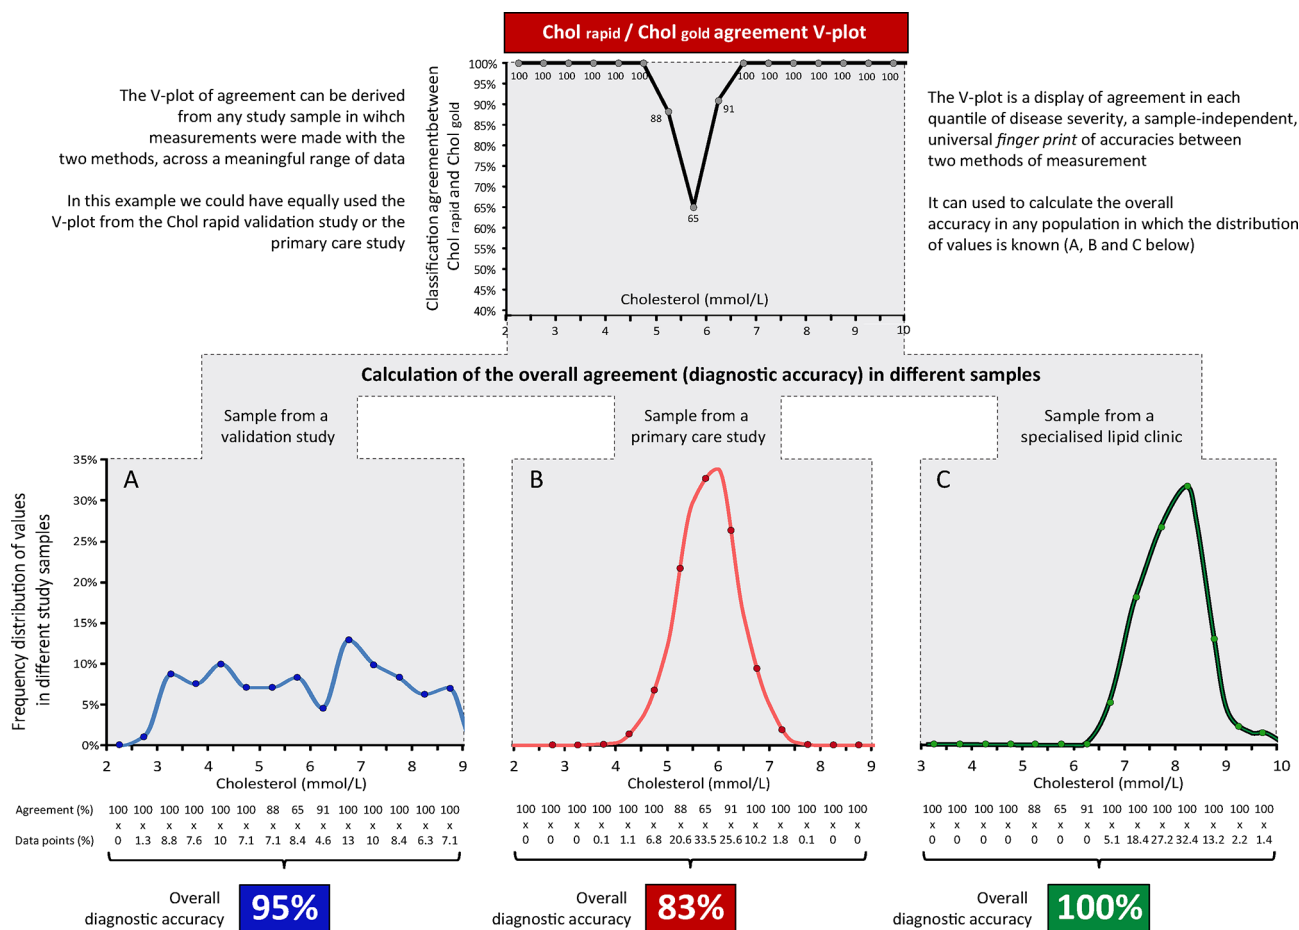 Chol rapid / Chol gold agreement V-plot
The V-plot of agreement can be derived
from any study sample in wihch
measurements were made with the
two methods, across a meaningful range of data
In this example we could have equally used the
V-plot from the Chol rapid validation study or the
primary care study
Classification agreementbetween
Chol rapid and Chol gold
100%
95%
90%
85%
80%
75%
70%
65%
60%
55%
50%
45%
40%
100 100 100 100 100 100 88 65 91 100 100 100 100 100 100 100
Cholesterol (mmol/L)
2 3 4 5 6 7 8 9 10
The V-plot is a display of agreement in each
quantile of disease severity, a sample-independent,
universal finger print of accuracies between
two methods of measurement
It can used to calculate the overall
accuracy in any population in which the distribution
of values is known (A, B and C below)
Calculation of the overall agreement (diagnostic accuracy) in different samples
Sample from a
validation study
Sample from a
primary care study
Sample from a
specialised lipid clinic
Frequency distribution of values
in different study samples
35%
30%
25%
20%
15%
10%
5%
0%
A
2 3 4 5 6 7 8 9
Cholesterol (mmol/L)
B
2 3 4 5 6 7 8 9
Cholesterol (mmol/L)
C
3 4 5 6 7 8 9 10
Cholesterol (mmol/L)
Agreement (%) 100 100 100 100 100 100 88 65 91 100 100 100 100 100
x x x x x x x x x x x x x x
Data points (%) 0 1.3 8.8 7.6 10 7.1 7.1 8.4 4.6 13 10 8.4 6.3 7.1
100 100 100 100 100 100 88 65 91 100 100 100 100 100
x x x x x x x x x x x x x x
0 0 0 0.1 1.1 6.8 20.6 33.5 25.6 10.2 1.8 0.1 0 0
100 100 100 100 88 65 91 100 100 100 100 100 100 100
x x x x x x x x x x x x x x
0 0 0 0 0 0 0 5.1 18.4 27.2 32.4 13.2 2.2 1.4
Overall
diagnostic accuracy
95%
Overall
diagnostic accuracy
83%
Overall
diagnostic accuracy
100%